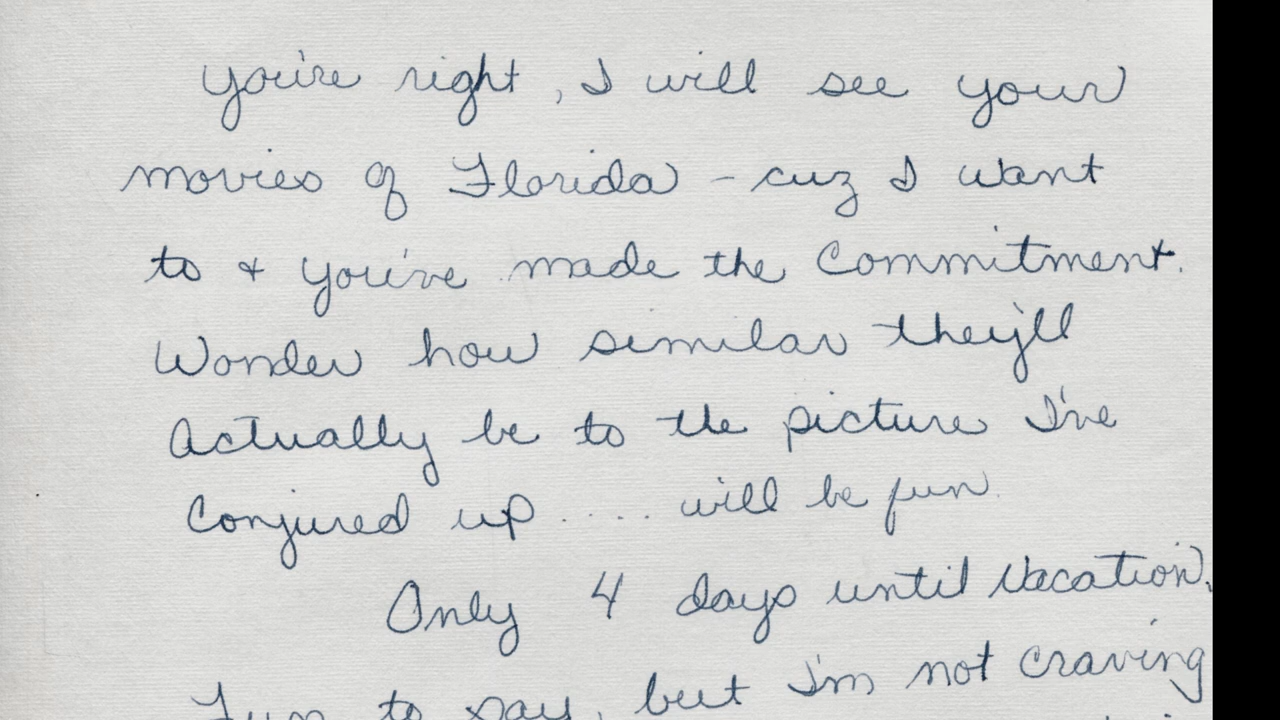 you're right, I will see your
movies of Florida - cuz I want
to & you've made the Commitment.
Wonder how similar they'll
Actually be to the picture I've
Conjured up..... will be fun.
Only 4 days until Vacation.
to say, but I'm not craving